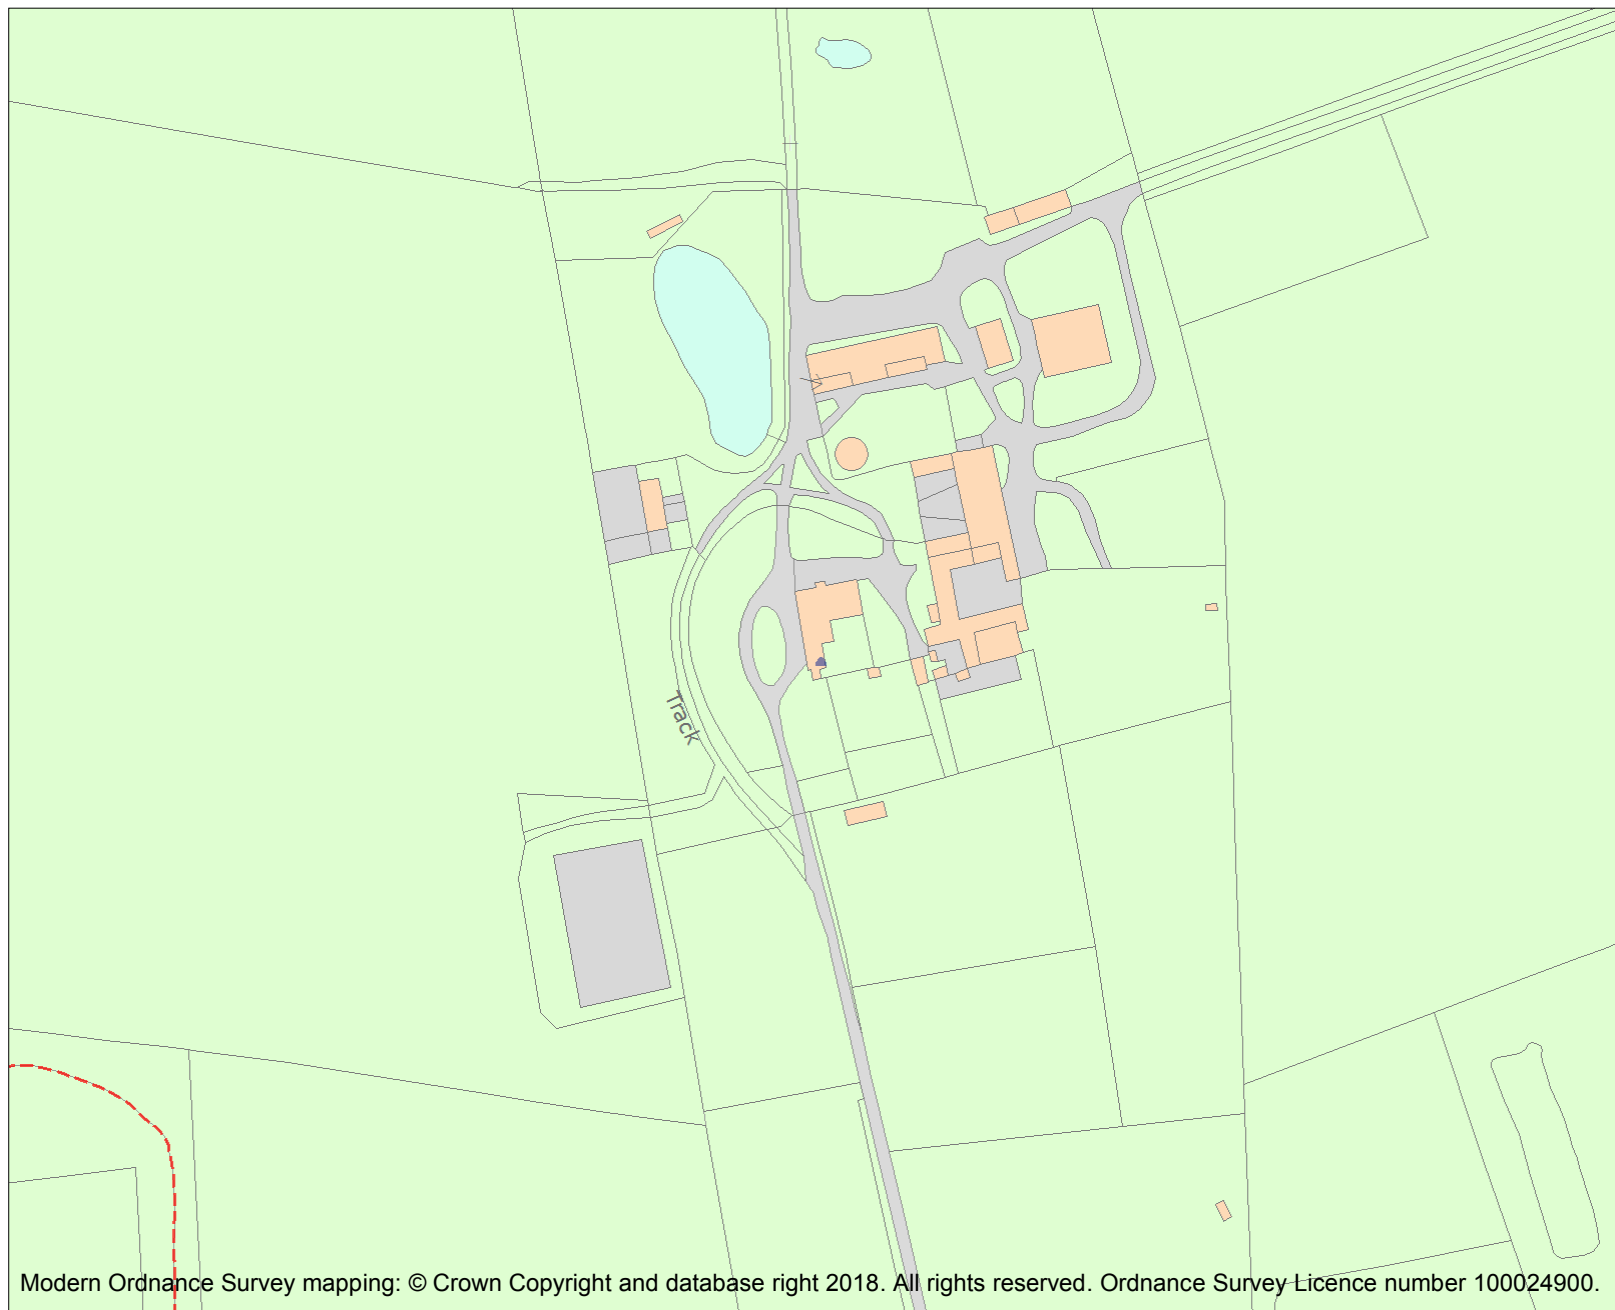 Track
Modern Ordnance Survey mapping: © Crown Copyright and database right 2018. All rights reserved. Ordnance Survey Licence number 100024900.